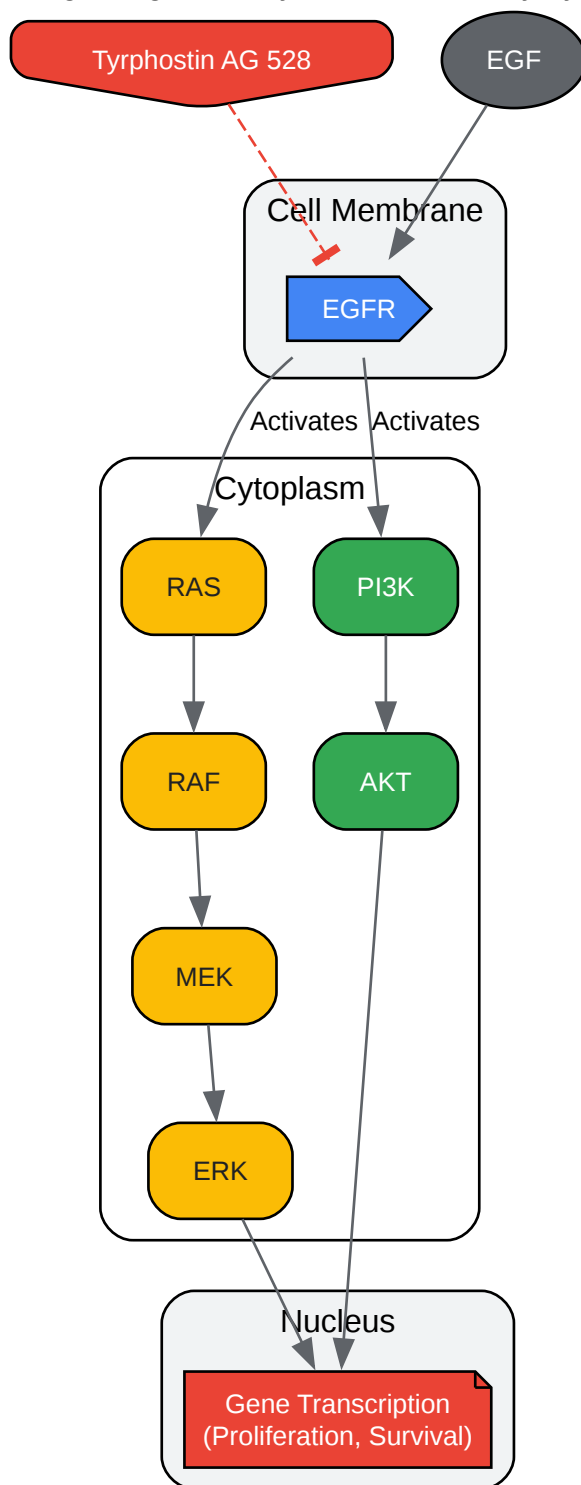 Tyrphostin AG 528
EGF
Cell Membrane
EGFR
Activates
Activates
Cytoplasm
RAS
PI3K
RAF
AKT
MEK
ERK
Nucleus
Gene Transcription
(Proliferation, Survival)